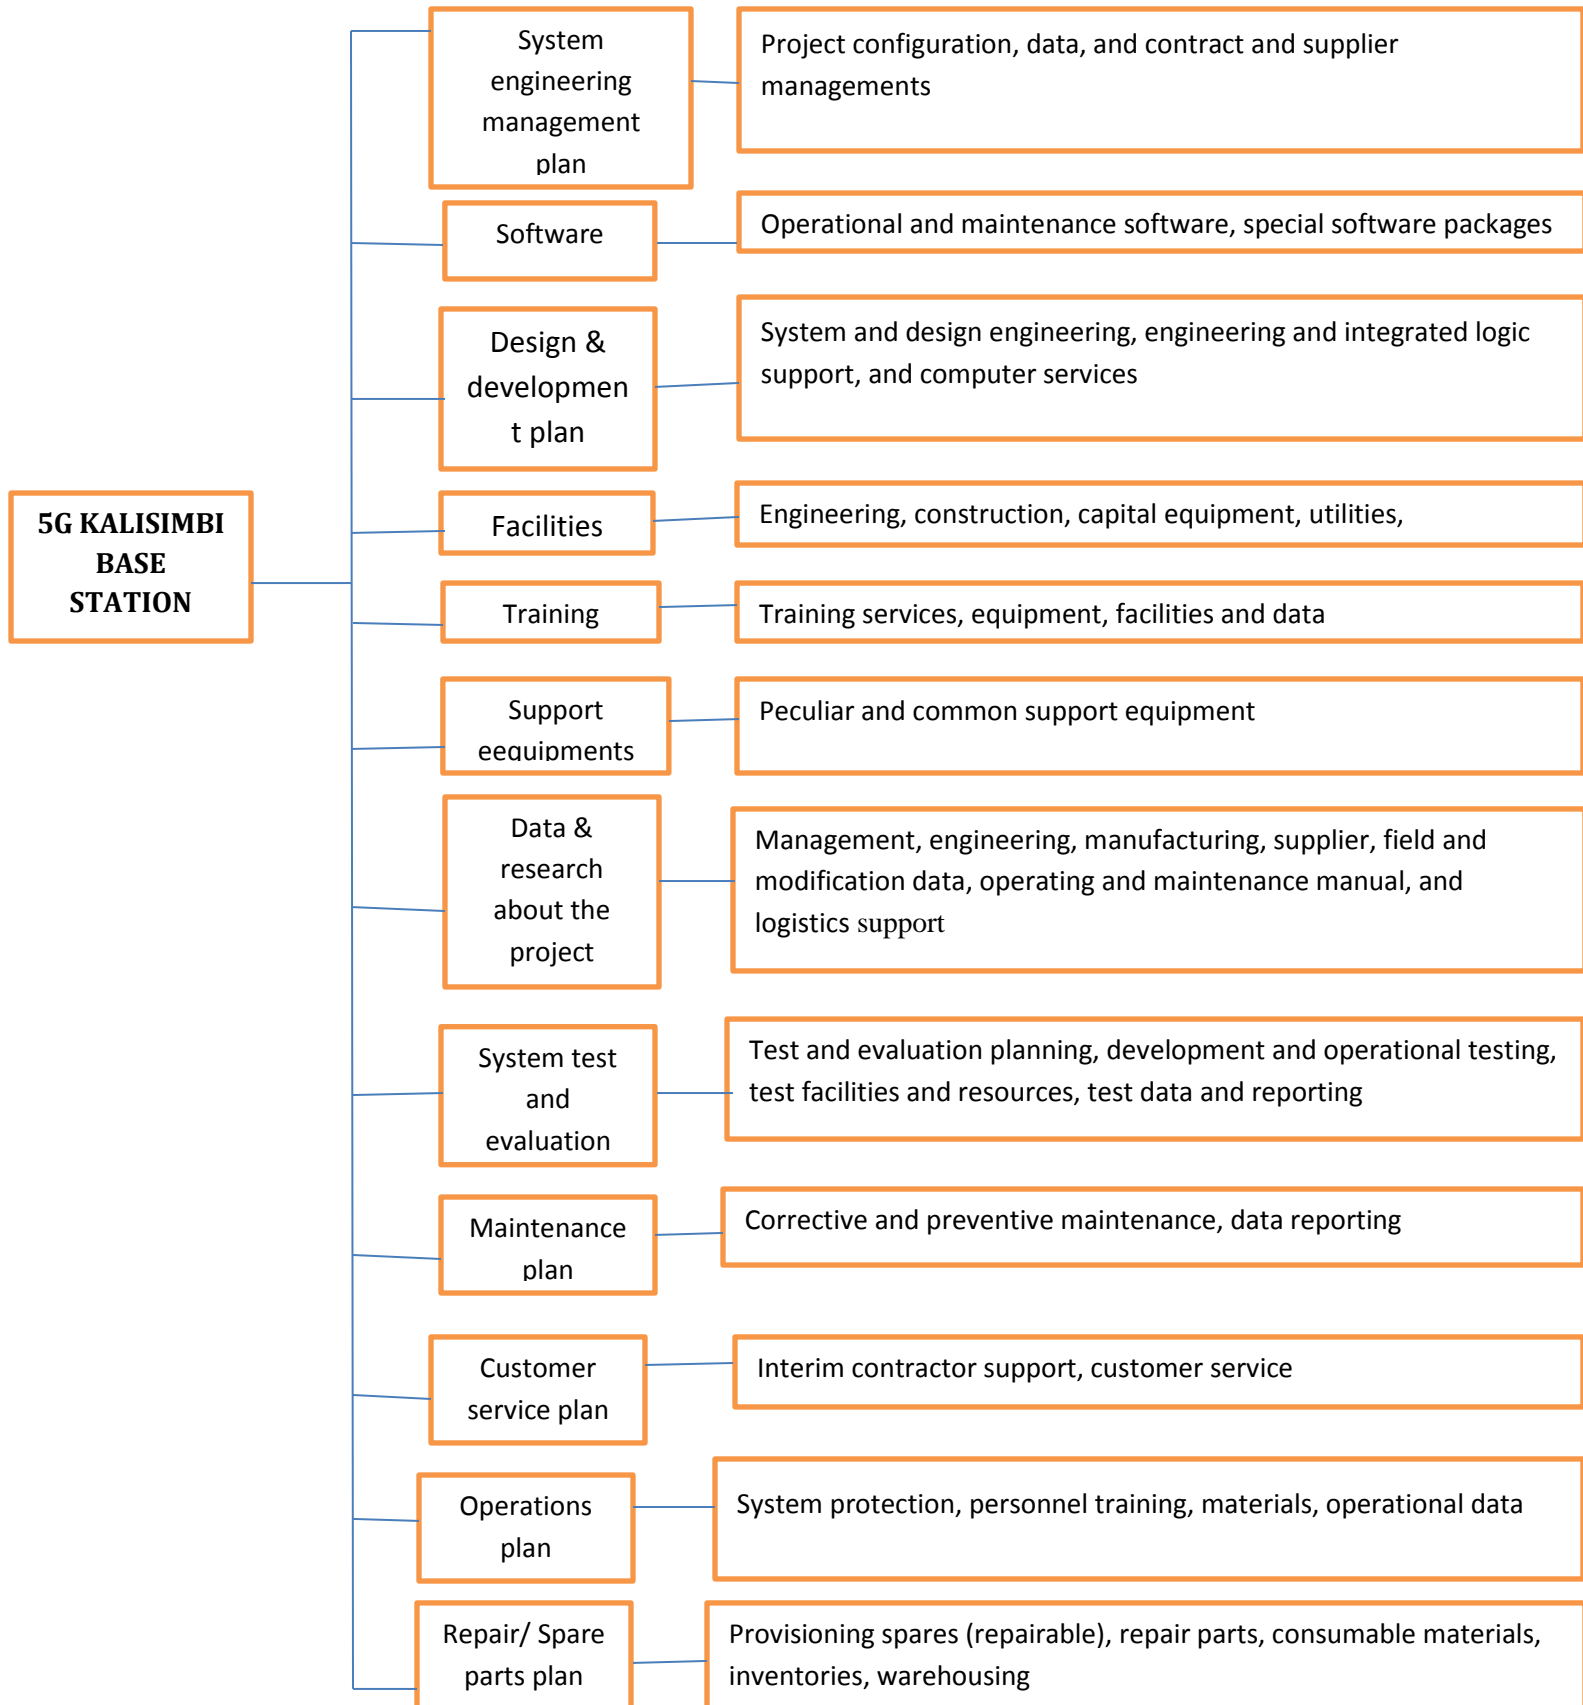 System
engineering
management
plan
Project configuration, data, and contract and supplier
managements
Software
Operational and maintenance software, special software packages
Design &
developmen
t plan
System and design engineering, engineering and integrated logic
support, and computer services
5G KALISIMBI
BASE
STATION
Facilities
Engineering, construction, capital equipment, utilities,
Training
Training services, equipment, facilities and data
Support
eequipments
Peculiar and common support equipment
Data &
research
about the
project
Management, engineering, manufacturing, supplier, field and
modification data, operating and maintenance manual, and
logistics support
System test
and
evaluation
Test and evaluation planning, development and operational testing,
test facilities and resources, test data and reporting
Maintenance
plan
Corrective and preventive maintenance, data reporting
Customer
service plan
Interim contractor support, customer service
Operations
plan
System protection, personnel training, materials, operational data
Repair/ Spare
parts plan
Provisioning spares (repairable), repair parts, consumable materials,
inventories, warehousing